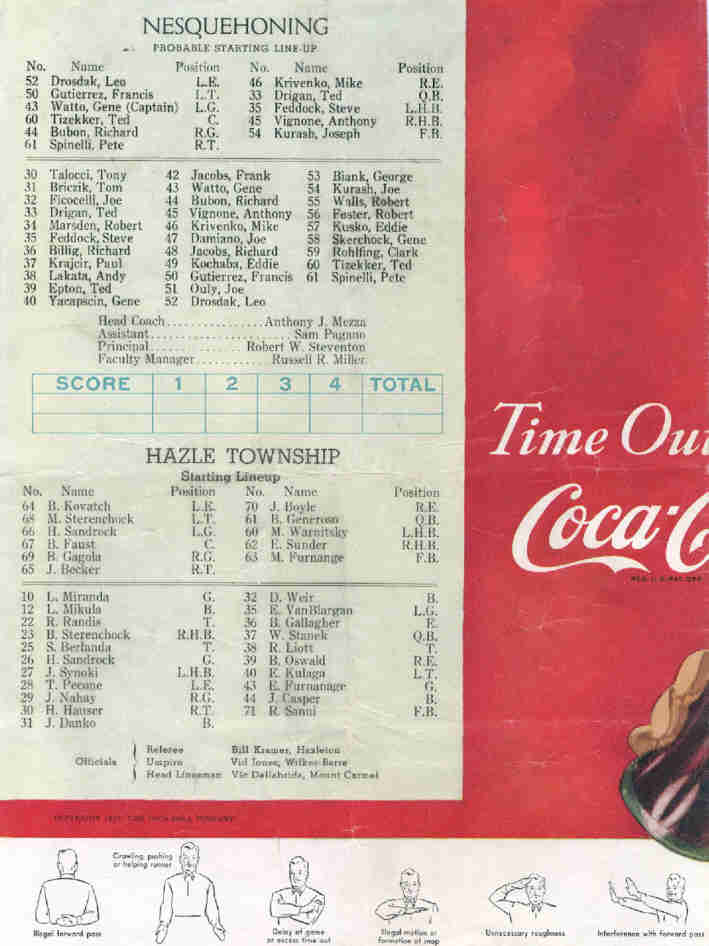 NESQUEHONING
PROBABLE STARTING LINE-UP
No. Name Position No. Name Position
52 Drosdak, Leo L.E. 46 Krivenko, Mike R.E.
50 Gutierrez, Francis L.T. 33 Drigan, Ted Q.B.
43 Watto, Gene (Captain) L.G. 35 Feddock, Steve L.H.B.
60 Tizekker, Ted C. 45 Vignone, Anthony R.H.B.
44 Bubon, Richard R.G. 54 Kurash, Joseph F.B.
61 Spinelli, Pete R.T.
30 Talocci, Tony 42 Jacobs, Frank 53 Biank, George
31 Briczik, Tom 43 Watto, Gene 54 Kurash, Joe
32 Ficocelli, Joe 44 Bubon, Richard 55 Walls, Robert
33 Drigan, Ted 45 Vignone, Anthony 56 Foster, Robert
34 Marsden, Robert 46 Krivenko, Mike 57 Kusko, Eddie
35 Feddock, Steve 47 Damiano, Joe 58 Skerchock, Gene
36 Billig, Richard 48 Jacobs, Richard 59 Rohlfing, Clark
37 Krajcir, Paul 49 Kochaba, Eddie 60 Tizekker, Ted
38 Lakata, Andy 50 Gutierrez, Francis 61 Spinelli, Pete
39 Epton, Ted 51 Ouly, Joe
40 Yacapscin, Gene 52 Drosdak, Leo
Head Coach................Anthony J. Mezza
Assistant......................Sam Pagano
Principal.............Robert W. Steventon
Faculty Manager............Russell R. Miller
SCORE 1 2 3 4 TOTAL
HAZLE TOWNSHIP
Starting Lineup
No. Name Position No. Name Position
64 B. Kovatch L.E. 70 J. Boyle R.E.
68 M. Sterenchock L.T. 61 B. Generoso Q.B.
66 H. Sandrock L.G. 60 M. Warnitsky L.H.B.
67 B. Faust C. 62 E. Sunder R.H.B.
69 B. Gagola R.G. 63 M. Furnange F.B.
65 J. Becker R.T.
10 L. Miranda G. 32 D. Weir B.
12 L. Mikula B. 35 E. VanBlargan L.G.
22 R. Randis T. 36 B. Gallagher E.
23 B. Sterenchock R.H.B. 37 W. Stanek Q.B.
25 S. Berlanda T. 38 R. Liott T.
26 H. Sandrock G. 39 B. Oswald R.E.
27 J. Synoki L.H.B. 40 E. Kulaga L.T.
28 T. Pecone L.E. 43 E. Furnanage G.
29 J. Nahay R.G. 44 J. Casper B.
30 H. Hauser R.T. 71 R. Sanni F.B.
31 J. Danko B.
Officials
Referee Bill Kramer, Hazleton
Umpire Vid Jones, Wilkes-Barre
Head Linesman Vic Dellabrida, Mount Carmel
Time Out
Coca-C
REG. U. S. PAT. OFF.
COCA-COLA COMPANY
Illegal forward pass
Crawling, pushing
or helping runner
Delay of game
or excess time out
Illegal motion or
formation at snap
Unnecessary roughness
Interference with forward pass